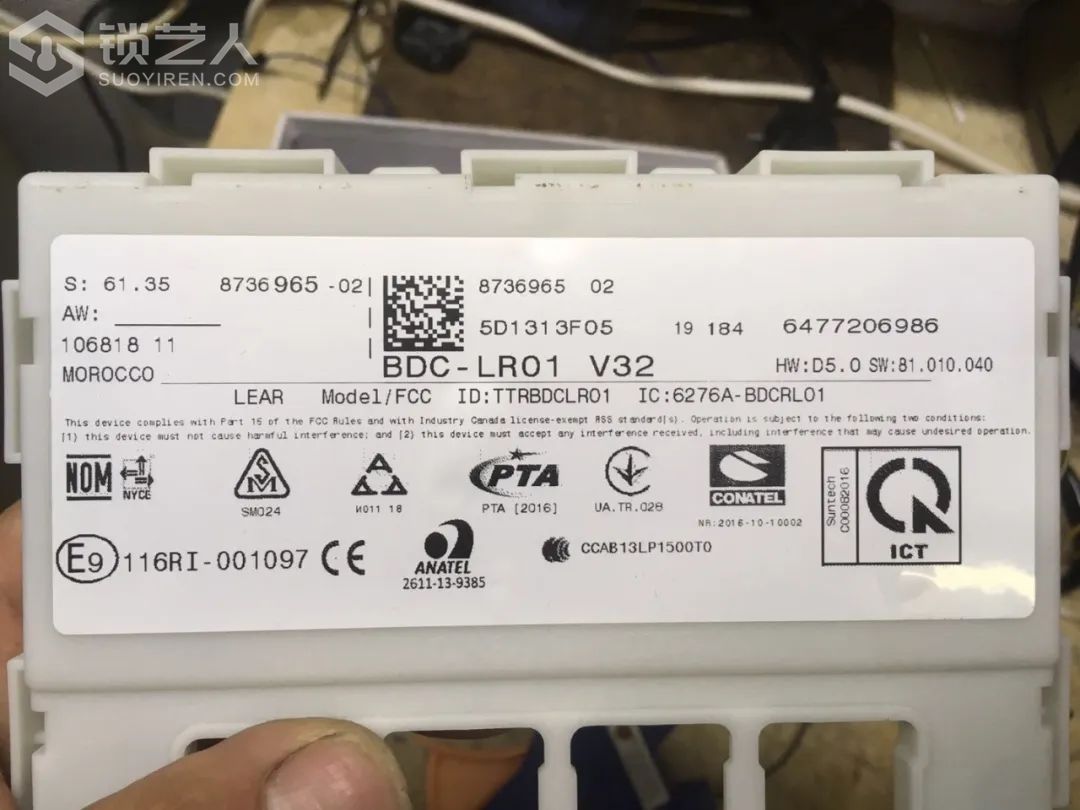 锁艺人
SUOYIREN.COM
S: 61.35 8736965 -02
8736965 02
AW:
5D1313F05 19 184 6477206986
106818 11
BDC-LR01 V32
HW:D5.0 SW:81.010.040
MOROCCO
LEAR Model/FCC ID:TTRBDCLR01 IC:6276A-BDCRL01
This device complies with Part 15 of the FCC Rules and with Industry Canada license-exempt RSS standard(s). Operation is subject to the following two conditions:
(1) this device must not cause harmful interference; and (2) this device must accept any interference received, including interference that may cause undesired operation.
NOM
NYCE
SM024
И011 18
PTA
PTA [2016]
UA.TR.028
CONATEL
NR:2016-10-10002
Suntech
C00082016
ICT
E9 116RI-001097 CE
ANATEL
2611-13-9385
CCAB13LP1500T0